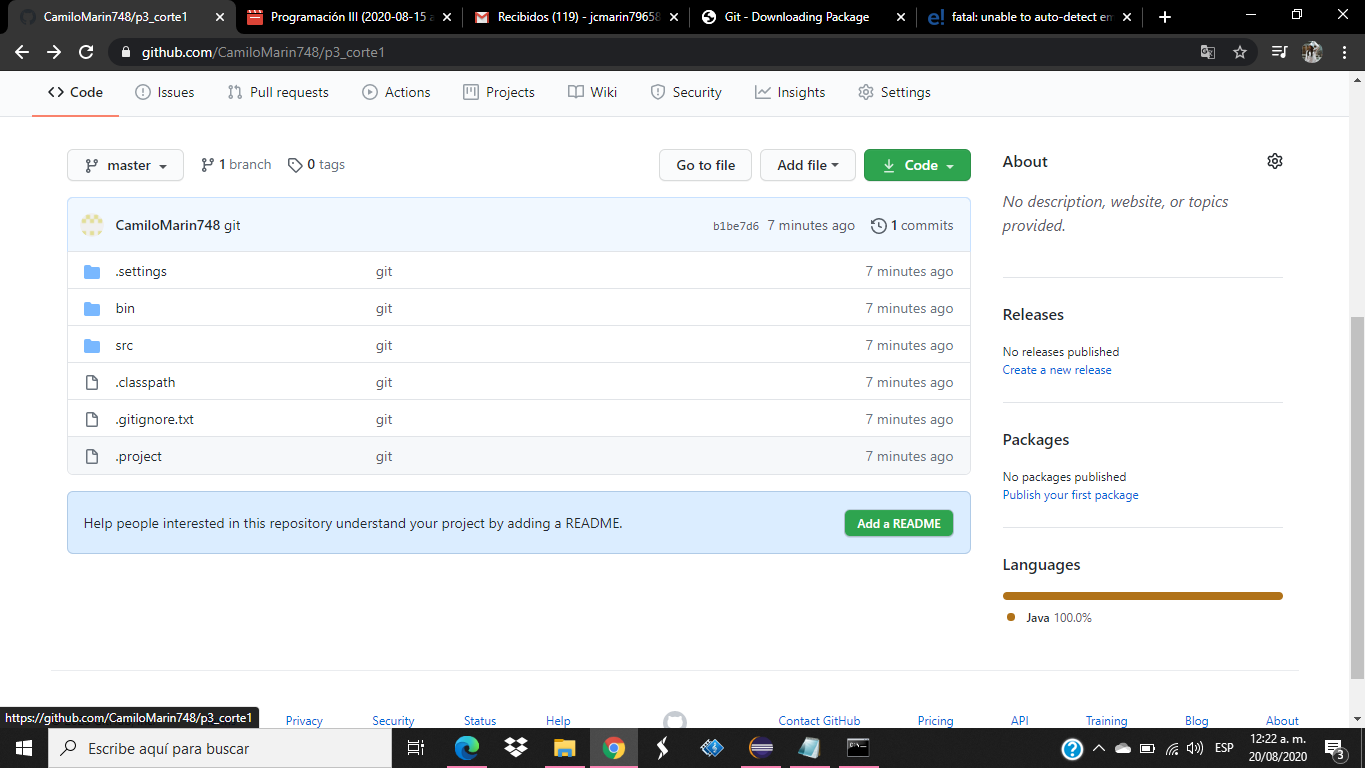 CamiloMarin748/p3_corte1
Programación III (2020-08-15 a
Recibidos (119) - jcmarin79658
Git - Downloading Package
fatal: unable to auto-detect em
github.com/CamiloMarin748/p3_corte1
Code
Issues
Pull requests
Actions
Projects
Wiki
Security
Insights
Settings
master
1 branch
0 tags
Go to file
Add file
Code
CamiloMarin748 git
b1be7d6
7 minutes ago
1 commits
.settings git 7 minutes ago
bin git 7 minutes ago
src git 7 minutes ago
.classpath git 7 minutes ago
.gitignore.txt git 7 minutes ago
.project git 7 minutes ago
Help people interested in this repository understand your project by adding a README.
Add a README
About
No description, website, or topics
provided.
Releases
No releases published
Create a new release
Packages
No packages published
Publish your first package
Languages
Java 100.0%
https://github.com/CamiloMarin748/p3_corte1
Privacy
Security
Status
Help
Contact GitHub
Pricing
API
Training
Blog
About
Escribe aquí para buscar
ESP
12:22 a. m.
20/08/2020
3